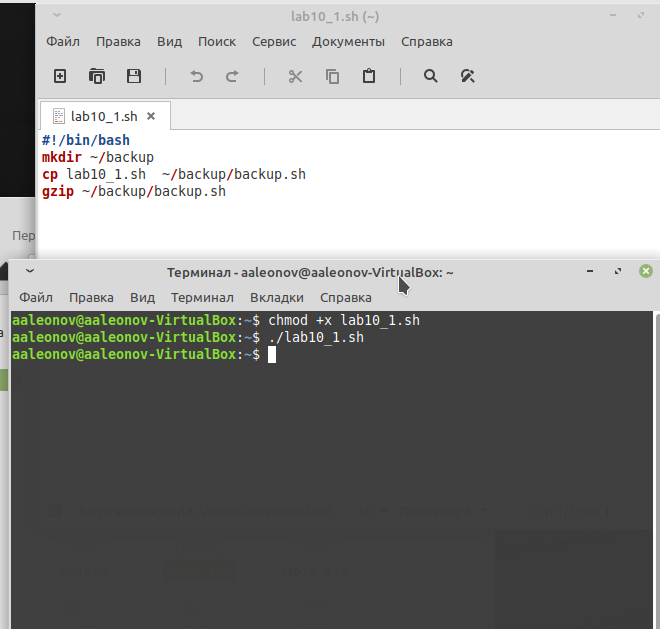 lab10_1.sh (~)
Файл Правка Вид Поиск Сервис Документы Справка
lab10_1.sh
#!/bin/bash
mkdir ~/backup
cp lab10_1.sh  ~/backup/backup.sh
gzip ~/backup/backup.sh
Пер
Терминал - aaleonov@aaleonov-VirtualBox: ~
Файл Правка Вид Терминал Вкладки Справка
aaleonov@aaleonov-VirtualBox:~$ chmod +x lab10_1.sh
aaleonov@aaleonov-VirtualBox:~$ ./lab10_1.sh
aaleonov@aaleonov-VirtualBox:~$